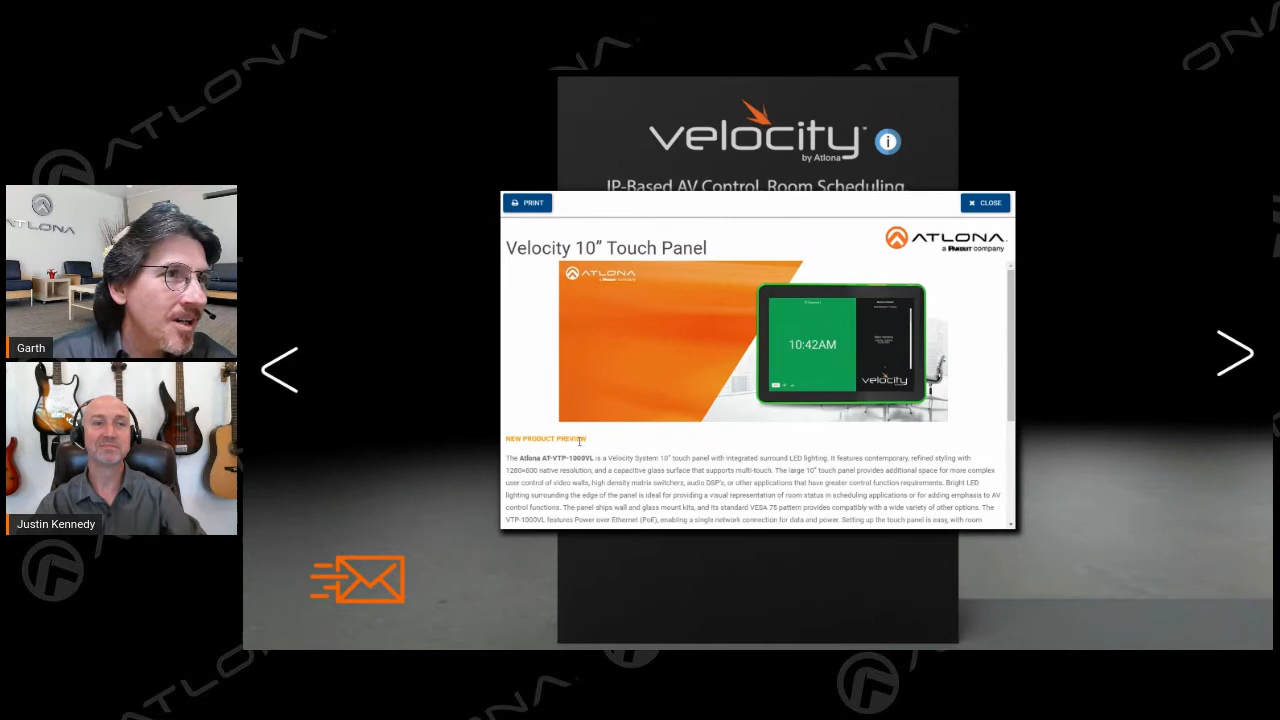 ATLONA
ATLONA
ATLONA
velocity™
by Atlona
IP-Based AV Control, Room Scheduling
PRINT
CLOSE
Velocity 10” Touch Panel
ATLONA
a PANDUIT company
ATLONA
a PANDUIT company
10:42AM
velocity
NEW PRODUCT PREVIEW
The Atlona AT-VTP-1000VL is a Velocity System 10" touch panel with integrated surround LED lighting. It features contemporary, refined styling with
1280×800 native resolution, and a capacitive glass surface that supports multi-touch. The large 10" touch panel provides additional space for more complex
user control of video walls, high density matrix switchers, audio DSP's, or other applications that have greater control function requirements. Bright LED
lighting surrounding the edge of the panel is ideal for providing a visual representation of room status in scheduling applications or for adding emphasis to AV
control functions. The panel ships wall and glass mount kits, and its standard VESA 75 pattern provides compatibly with a wide variety of other options. The
VTP-1000VL features Power over Ethernet (PoE), enabling a single network connection for data and power. Setting up the touch panel is easy, with room
ATLONA
Garth
Justin Kennedy